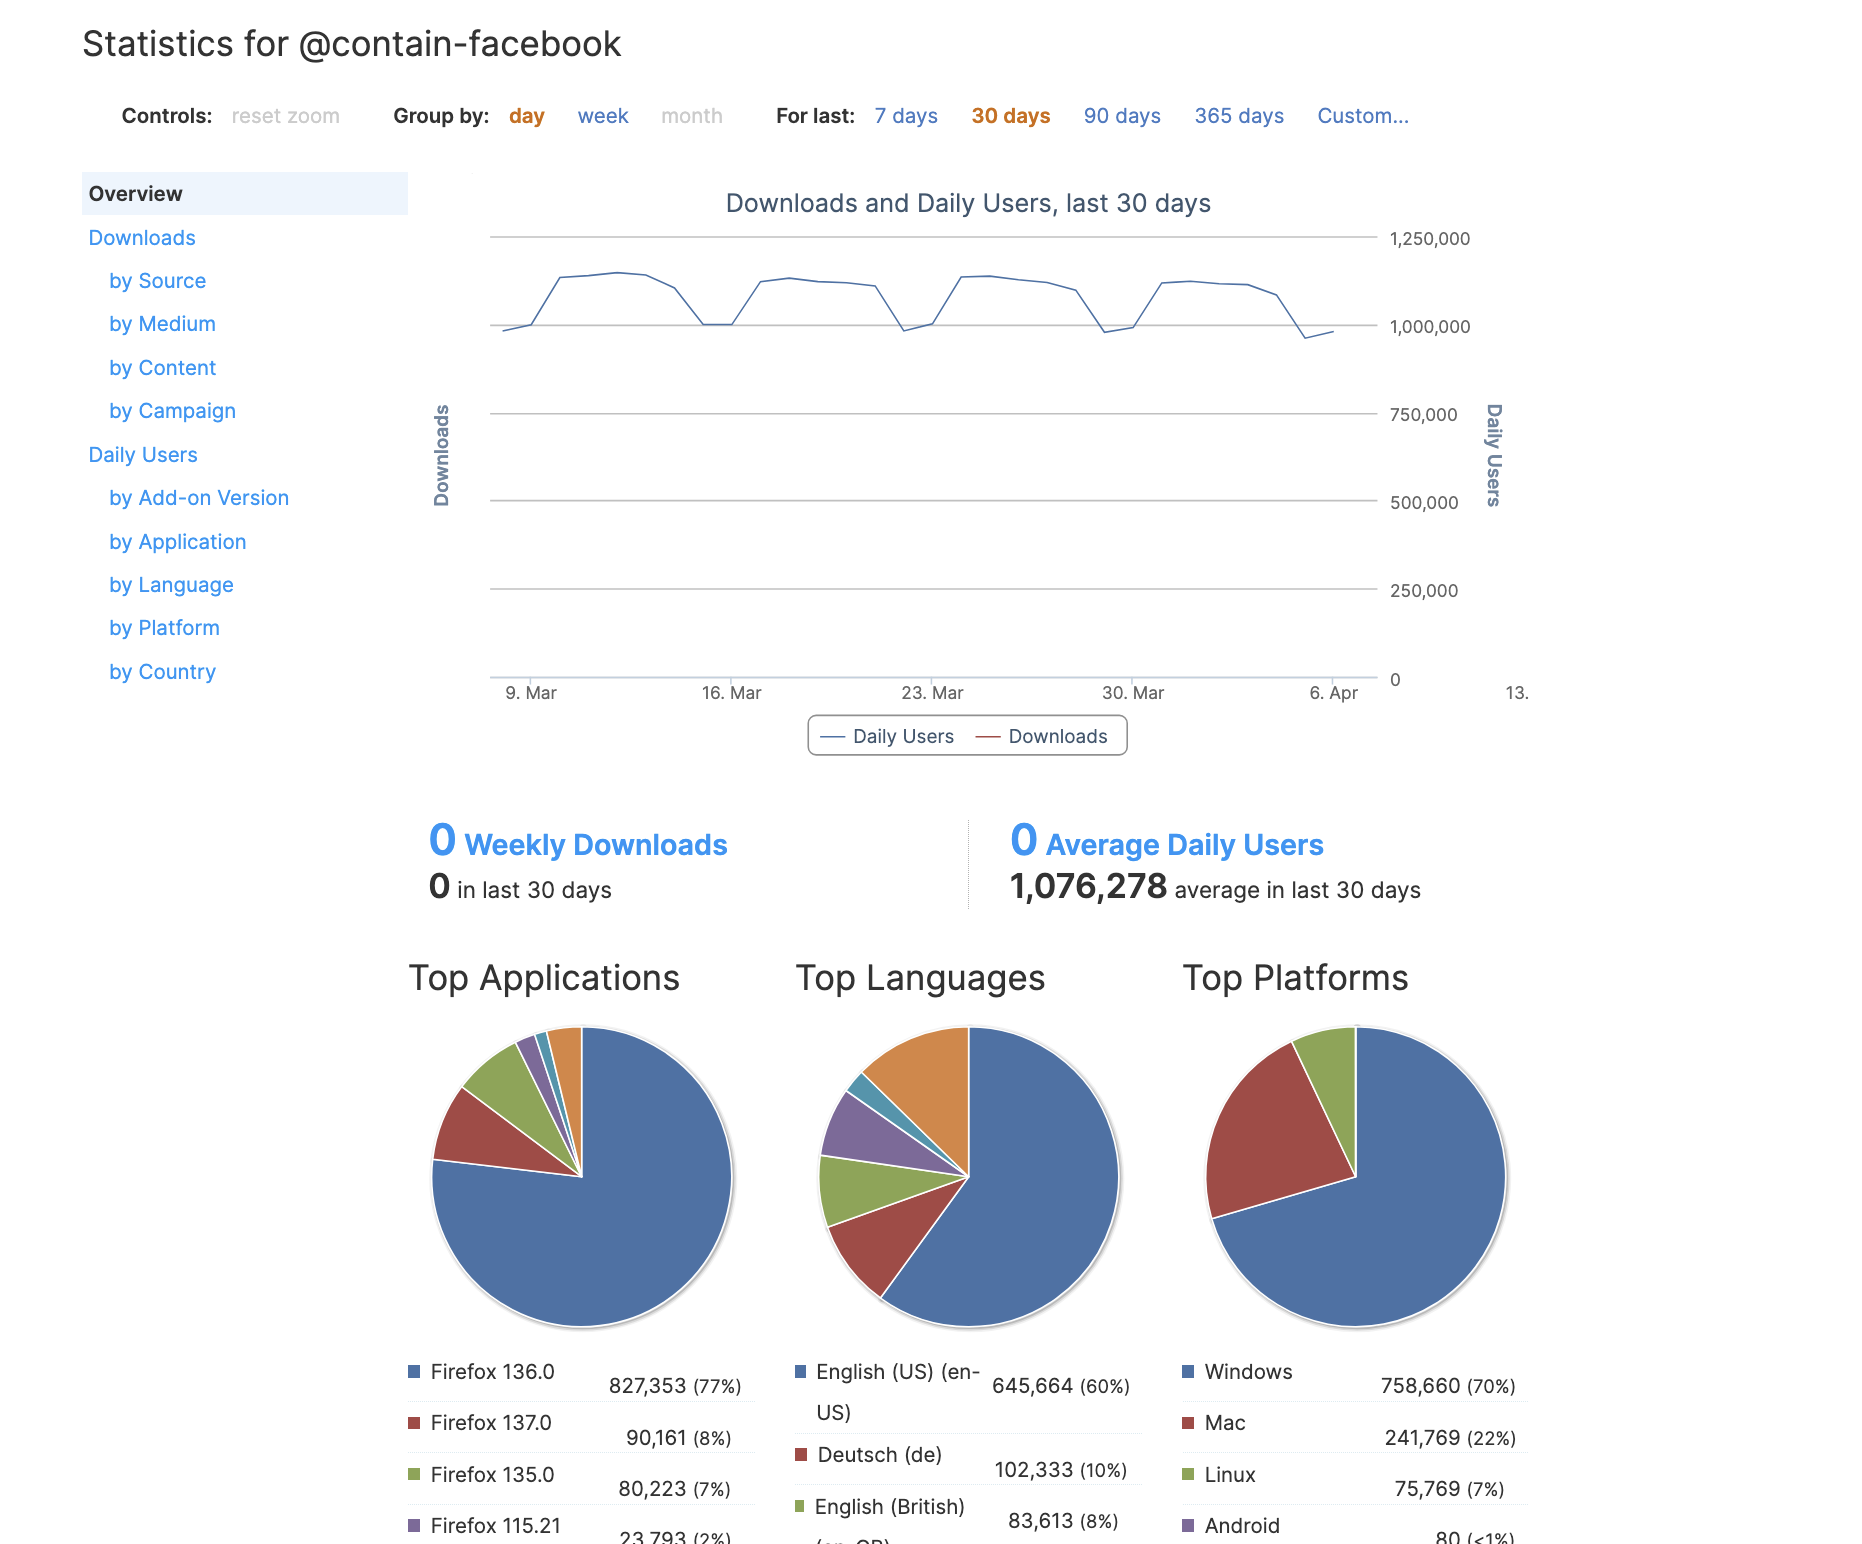 Statistics for @contain-facebook
Controls: reset zoom Group by: day week month For last: 7 days 30 days 90 days 365 days Custom...
Overview
Downloads
by Source
by Medium
by Content
by Campaign
Daily Users
by Add-on Version
by Application
by Language
by Platform
by Country
Downloads and Daily Users, last 30 days
1,250,000
1,000,000
750,000
500,000
250,000
0
Downloads
Daily Users
9. Mar 16. Mar 23. Mar 30. Mar 6. Apr 13.
Daily Users Downloads
0 Weekly Downloads
0 in last 30 days
0 Average Daily Users
1,076,278 average in last 30 days
Top Applications
Firefox 136.0 827,353 (77%)
Firefox 137.0 90,161 (8%)
Firefox 135.0 80,223 (7%)
Firefox 115.21 23,793 (2%)
Top Languages
English (US) (en-
US) 645,664 (60%)
Deutsch (de) 102,333 (10%)
English (British)
(en-GB) 83,613 (8%)
Top Platforms
Windows 758,660 (70%)
Mac 241,769 (22%)
Linux 75,769 (7%)
Android 80 (<1%)